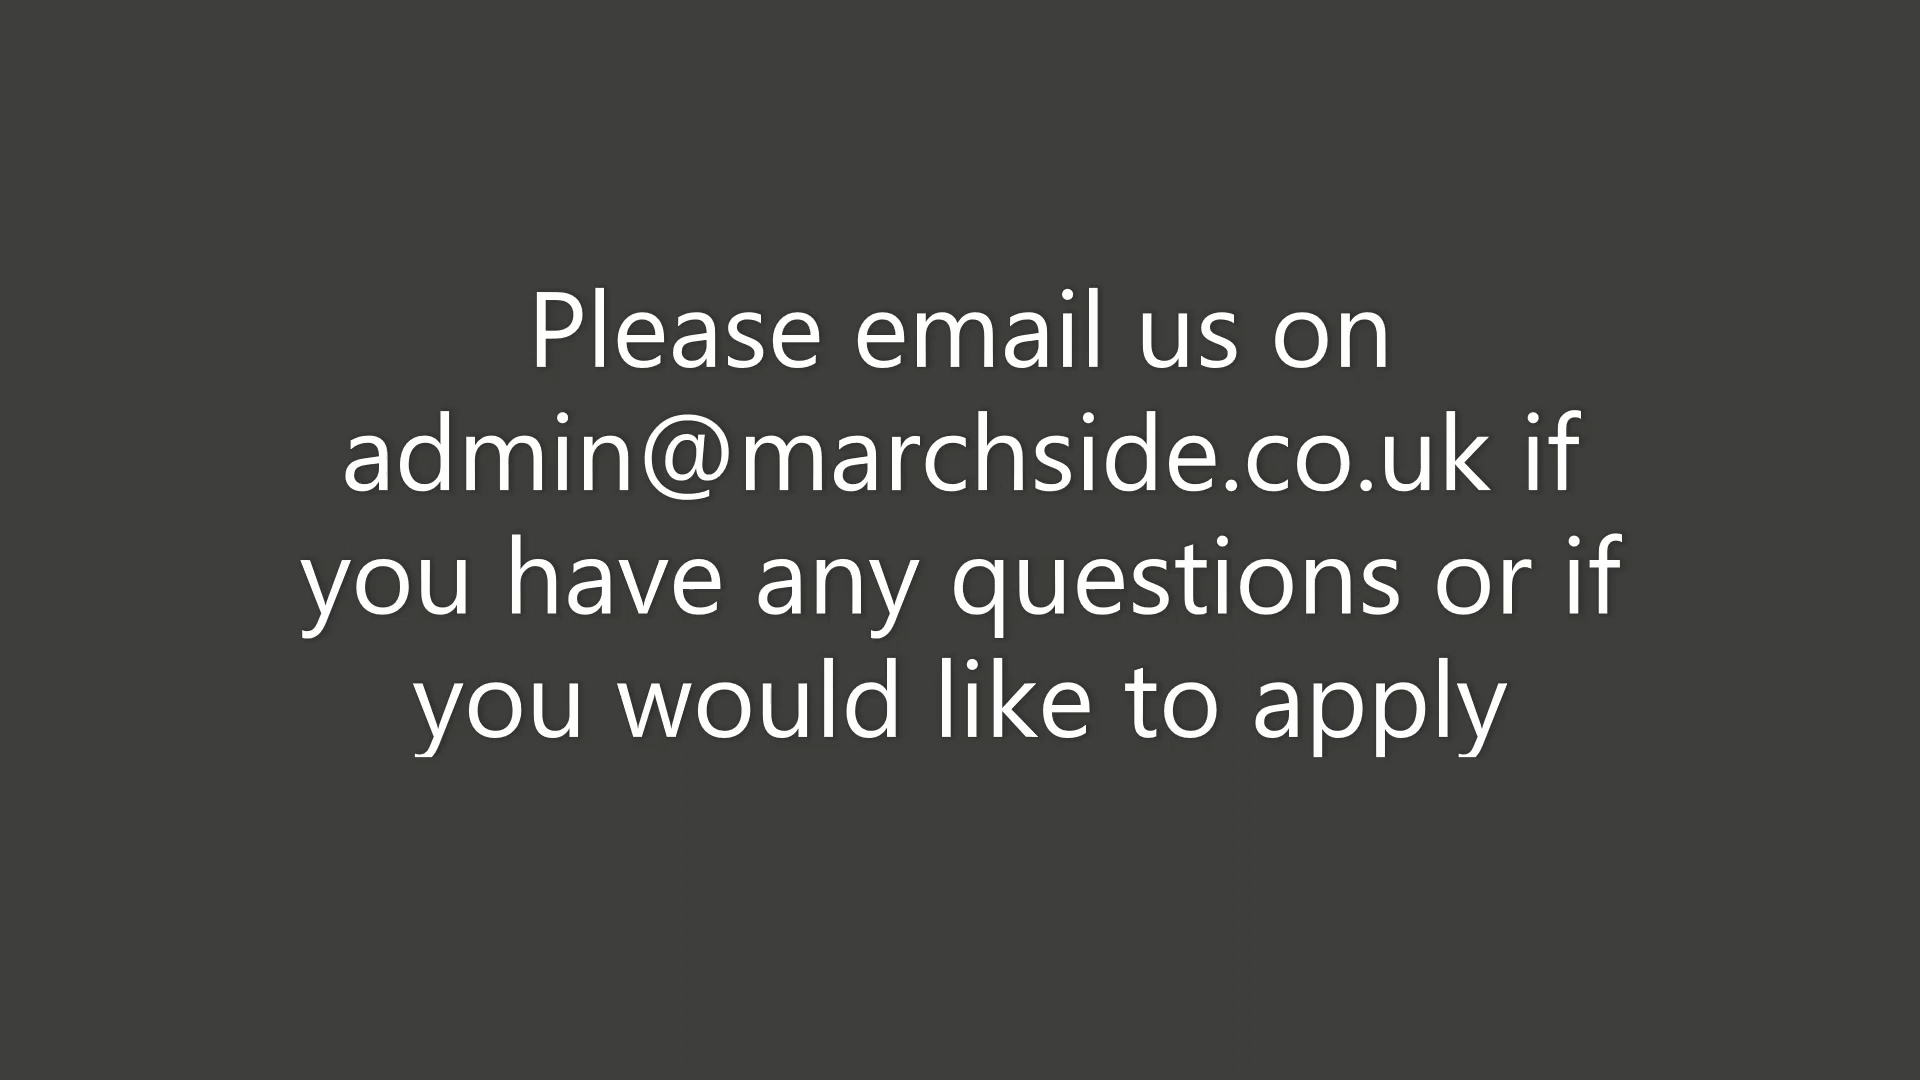 Please email us on
admin@marchside.co.uk if
you have any questions or if
you would like to apply